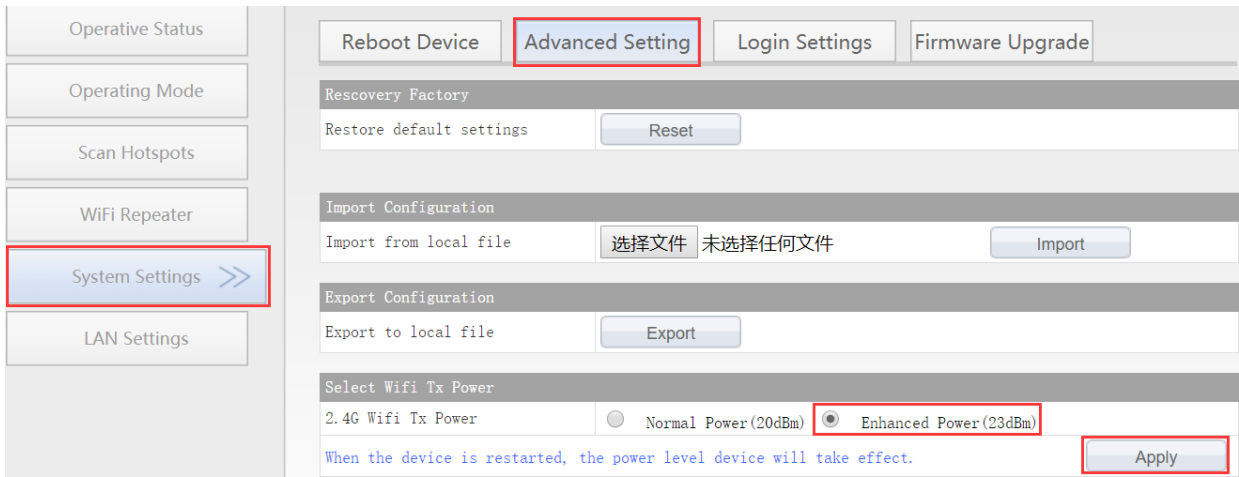 Operative Status
Operating Mode
Scan Hotspots
WiFi Repeater
System Settings >>
LAN Settings
Reboot Device Advanced Setting Login Settings Firmware Upgrade
Rescovery Factory
Restore default settings Reset
Import Configuration
Import from local file 选择文件 未选择任何文件 Import
Export Configuration
Export to local file Export
Select Wifi Tx Power
2.4G Wifi Tx Power Normal Power(20dBm) Enhanced Power(23dBm)
When the device is restarted, the power level device will take effect. Apply